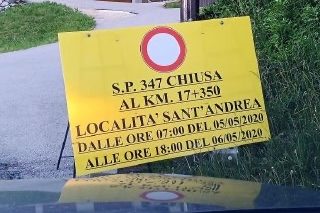 S.P. 347 CHIUSA
AL KM. 17+350
LOCALITA' SANT'ANDREA
DALLE ORE 07:00 DEL 05/05/2020
ALLE ORE 18:00 DEL 06/05/2020